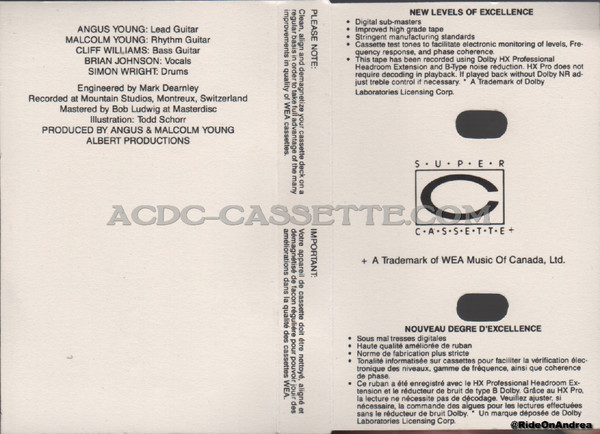 ANGUS YOUNG: Lead Guitar
MALCOLM YOUNG: Rhythm Guitar
CLIFF WILLIAMS: Bass Guitar
BRIAN JOHNSON: Vocals
SIMON WRIGHT: Drums
Engineered by Mark Dearnley
Recorded at Mountain Studios, Montreux, Switzerland
Mastered by Bob Ludwig at Masterdisc
Illustration: Todd Schorr
PRODUCED BY ANGUS & MALCOLM YOUNG
ALBERT PRODUCTIONS
PLEASE NOTE:
Clean, align and demagnetize your cassette deck on a
regular basis in order to take full advantage of the many
improvements in quality of WEA cassettes.
IMPORTANT:
Votre appareil de cassette doit être nettoyé, aligné et
démagnétisé de facon régulière pour pouvoir jouir des
améliorations dans la qualité des cassettes WEA.
NEW LEVELS OF EXCELLENCE
• Digital sub-masters
• Improved high grade tape
• Stringent manufacturing standards
• Cassette test tones to facilitate electronic monitoring of levels, Fre-
quency response, and phase coherence.
• This tape has been recorded using Dolby HX Professional
Headroom Extension and B-Type noise reduction. HX Pro does not
require decoding in playback. If played back without Dolby NR ad-
just treble control if necessary. * A Trademark of Dolby
Laboratories Licensing Corp.
S·U·P·E·R
C
C·A·S·S·E·T·T·E+
ACDC-CASSETTE.COM
+ A Trademark of WEA Music Of Canada, Ltd.
NOUVEAU DEGRE D'EXCELLENCE
• Sous maîtresses digitales
• Haute qualité améliorée de ruban
• Norme de fabrication plus stricte
• Tonalité informatisée sur cassettes pour faciliter la vérification élec-
tronique des niveaux, gamme de fréquence, ainsi que coherence
de phase.
• Ce ruban a été enregistré avec le HX Professional Headroom Ex-
tension et le réducteur de bruit de type B Dolby. Grâce au HX Pro,
la lecture ne nécessite pas de décodage. Veuillez ajuster, si
nécessaire, la commande des aigues pour les lectures effectuées
sans le réducteur de bruit Dolby. * Un marque déposée de Dolby
Laboratories Licensing Corp.
@RideOnAndrea